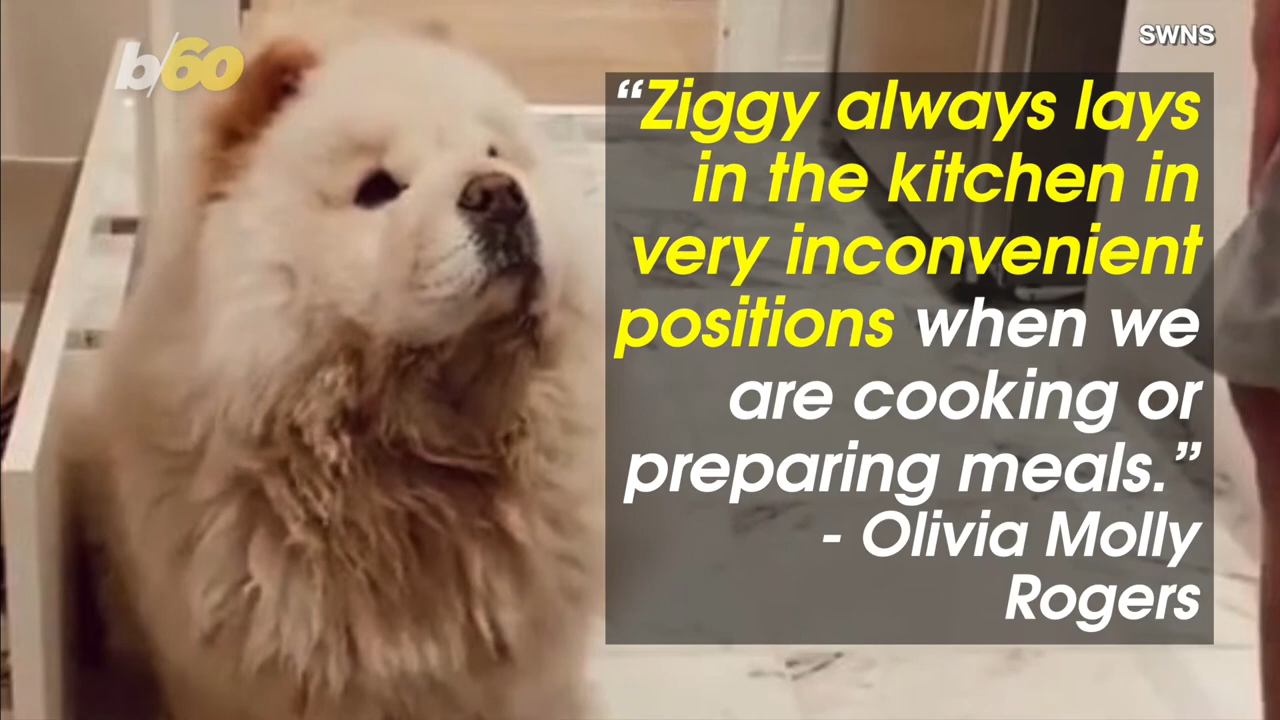 b/60
SWNS
“Ziggy always lays
in the kitchen in
very inconvenient
positions when we
are cooking or
preparing meals.”
- Olivia Molly
Rogers